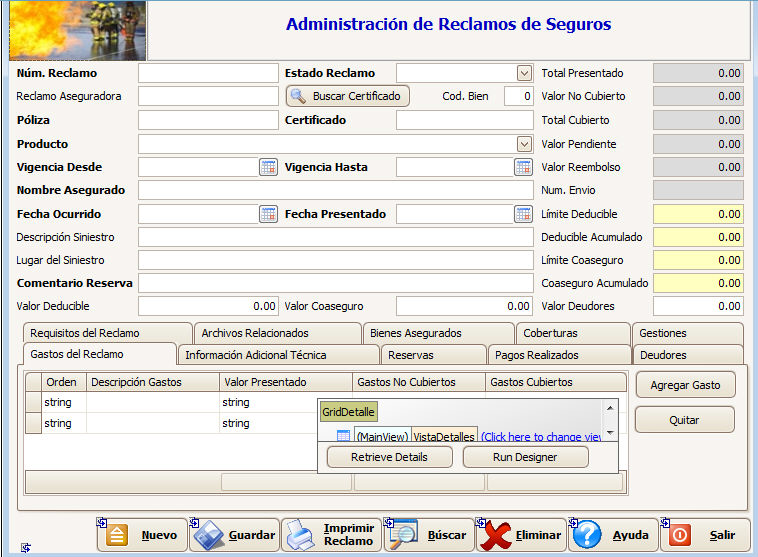 Administración de Reclamos de Seguros
Núm. Reclamo Estado Reclamo Total Presentado 0.00
Reclamo Aseguradora Buscar Certificado Cod. Bien 0 Valor No Cubierto 0.00
Póliza Certificado Total Cubierto 0.00
Producto Valor Pendiente 0.00
Vigencia Desde Vigencia Hasta Valor Reembolso 0.00
Nombre Asegurado Num. Envio
Fecha Ocurrido Fecha Presentado Límite Deducible 0.00
Descripción Siniestro Deducible Acumulado 0.00
Lugar del Siniestro Límite Coaseguro 0.00
Comentario Reserva Coaseguro Acumulado 0.00
Valor Deducible 0.00 Valor Coaseguro 0.00 Valor Deudores 0.00
Requisitos del Reclamo Archivos Relacionados Bienes Asegurados Coberturas Gestiones
Gastos del Reclamo Información Adicional Técnica Reservas Pagos Realizados Deudores
Orden Descripción Gastos Valor Presentado Gastos No Cubiertos Gastos Cubiertos Agregar Gasto
string string
GridDetalle
Quitar
string string
(MainView) VistaDetalles (Click here to change view
Retrieve Details Run Designer
Nuevo Guardar Imprimir Reclamo Búscar Eliminar Ayuda Salir